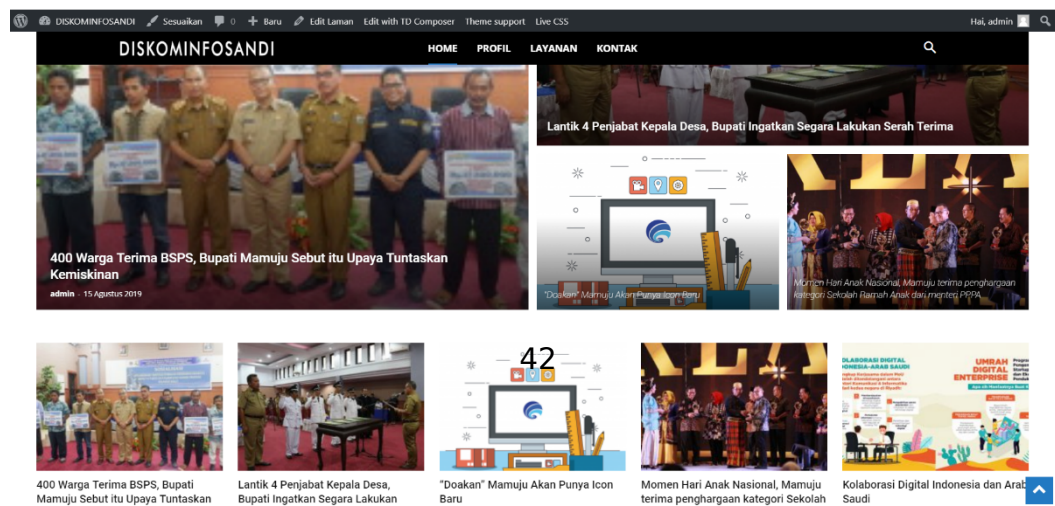 DISKOMINFOSANDI Sesuaikan 0 Baru Edit Laman Edit with TD Composer Theme support Live CSS Hai, admin
DISKOMINFOSANDI HOME PROFIL LAYANAN KONTAK
Lantik 4 Penjabat Kepala Desa, Bupati Ingatkan Segara Lakukan Serah Terima
400 Warga Terima BSPS, Bupati Mamuju Sebut itu Upaya Tuntaskan
Kemiskinan
admin - 15 Agustus 2019
"Doakan" Mamuju Akan Punya Icon Baru
Momen Hari Anak Nasional, Mamuju terima penghargaan
kategori Sekolah Ramah Anak dari menteri PPPA
42
UMRAH
DIGITAL
ENTERPRISE
400 Warga Terima BSPS, Bupati
Mamuju Sebut itu Upaya Tuntaskan
Lantik 4 Penjabat Kepala Desa,
Bupati Ingatkan Segara Lakukan
"Doakan" Mamuju Akan Punya Icon
Baru
Momen Hari Anak Nasional, Mamuju
terima penghargaan kategori Sekolah
Kolaborasi Digital Indonesia dan Arab
Saudi